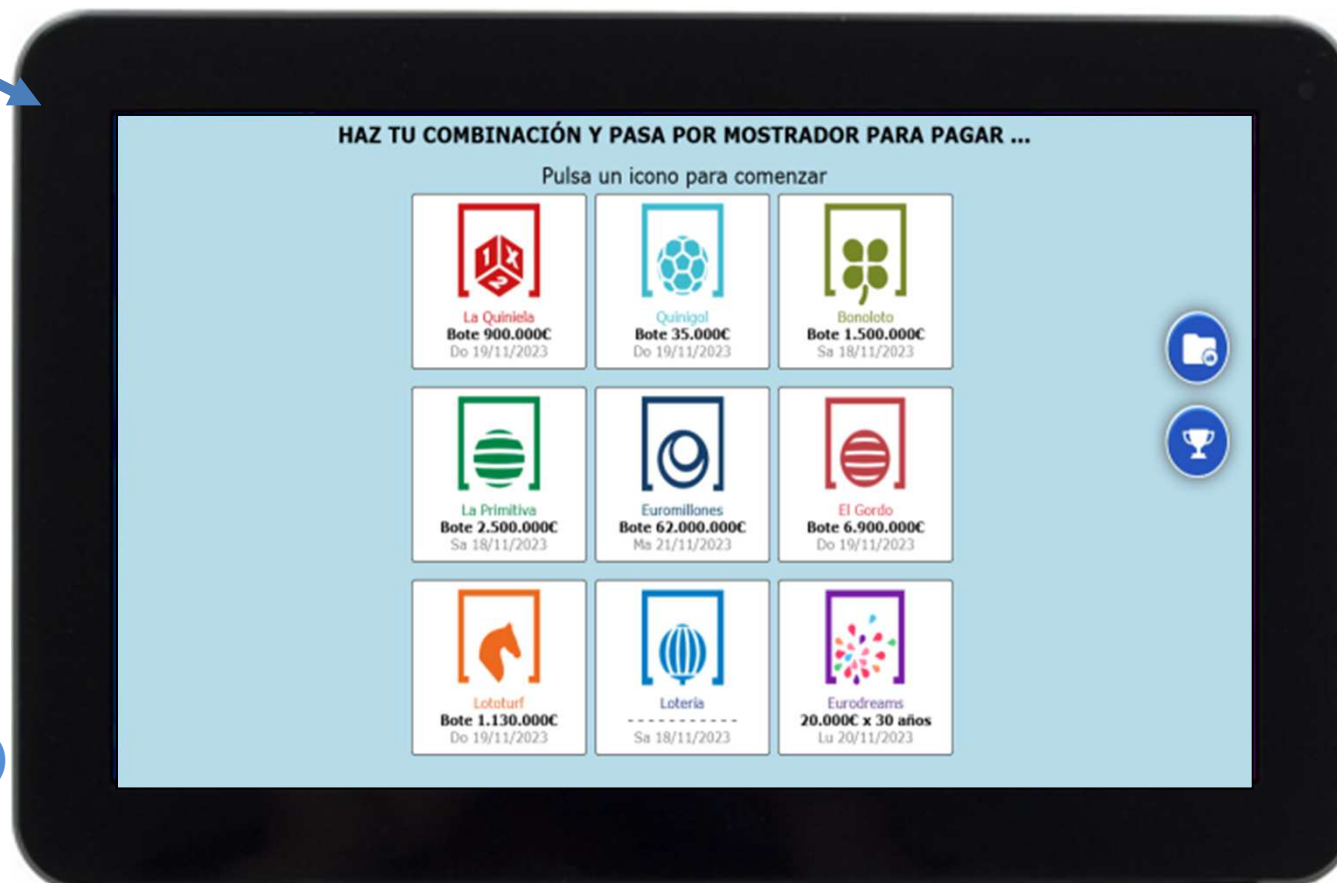 HAZ TU COMBINACIÓN Y PASA POR MOSTRADOR PARA PAGAR ...
Pulsa un icono para comenzar
1 X 2
La Quiniela
Bote 900.000€
Do 19/11/2023
Quinigol
Bote 35.000€
Do 19/11/2023
Bonoloto
Bote 1.500.000€
Sa 18/11/2023
La Primitiva
Bote 2.500.000€
Sa 18/11/2023
Euromillones
Bote 62.000.000€
Ma 21/11/2023
El Gordo
Bote 6.900.000€
Do 19/11/2023
Lototurf
Bote 1.130.000€
Do 19/11/2023
Loteria
-----------
Sa 18/11/2023
Eurodreams
20.000€ x 30 años
Lu 20/11/2023